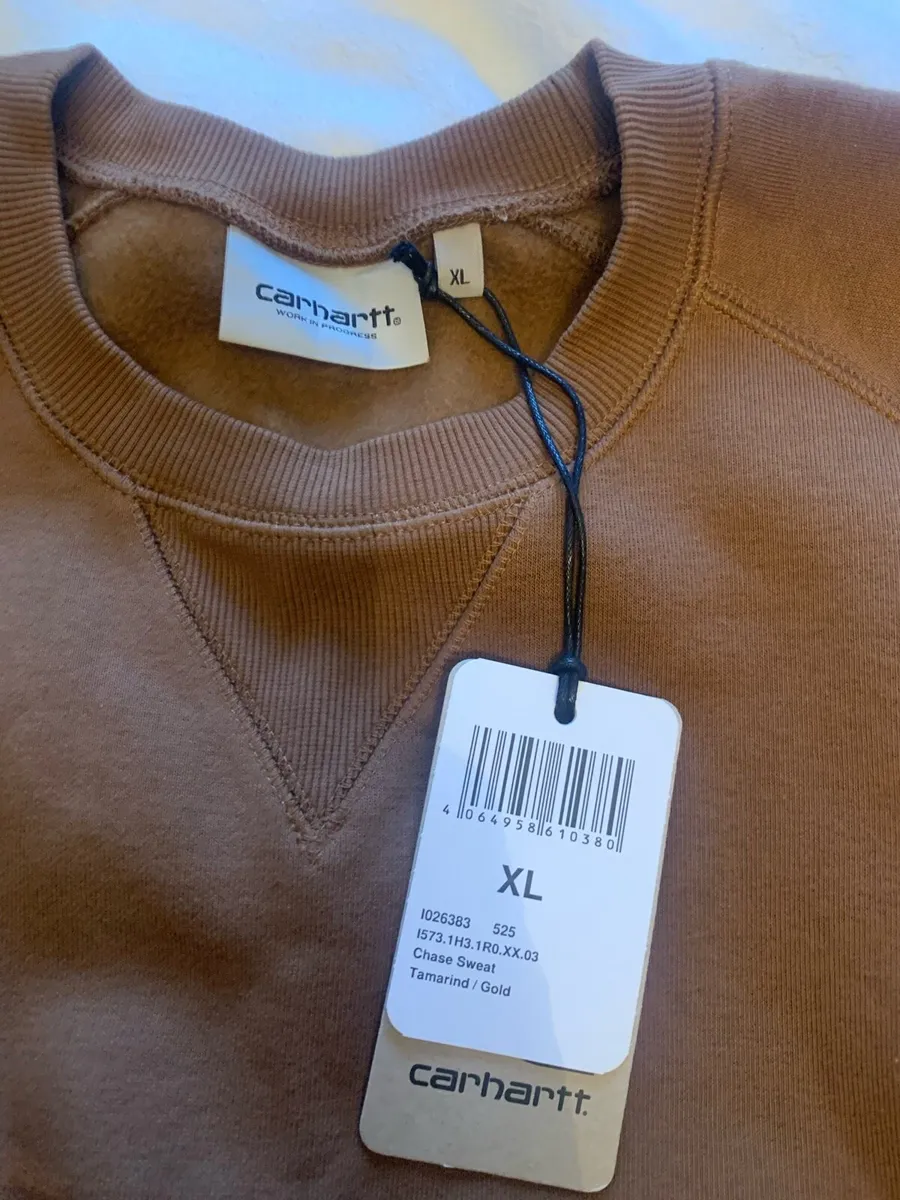 carhartt
WORK IN PROGRESS
XL
4 064958 610380
XL
I026383 525
I573.1H3.1R0.XX.03
Chase Sweat
Tamarind / Gold
carhartt.